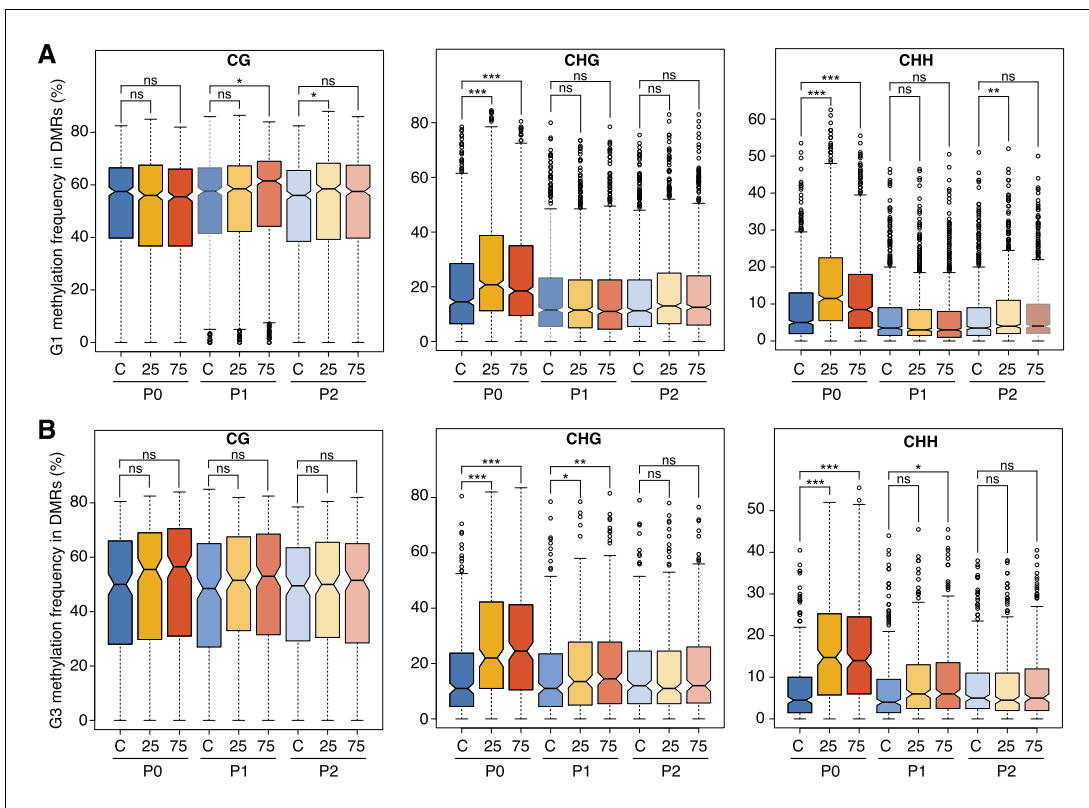 A
CG
CHG
CHH
G1 methylation frequency in DMRs (%)
ns
ns
ns
*
ns
*
***
***
ns
ns
ns
ns
***
***
ns
ns
**
ns
80
60
40
20
0
80
60
40
20
0
60
50
40
30
20
10
0
C 25 75 C 25 75 C 25 75
C 25 75 C 25 75 C 25 75
C 25 75 C 25 75 C 25 75
P0 P1 P2
P0 P1 P2
P0 P1 P2
B
CG
CHG
CHH
G3 methylation frequency in DMRs (%)
ns
ns
ns
ns
ns
ns
***
***
*
**
ns
ns
***
***
ns
*
ns
ns
80
60
40
20
0
80
60
40
20
0
50
40
30
20
10
0
C 25 75 C 25 75 C 25 75
C 25 75 C 25 75 C 25 75
C 25 75 C 25 75 C 25 75
P0 P1 P2
P0 P1 P2
P0 P1 P2